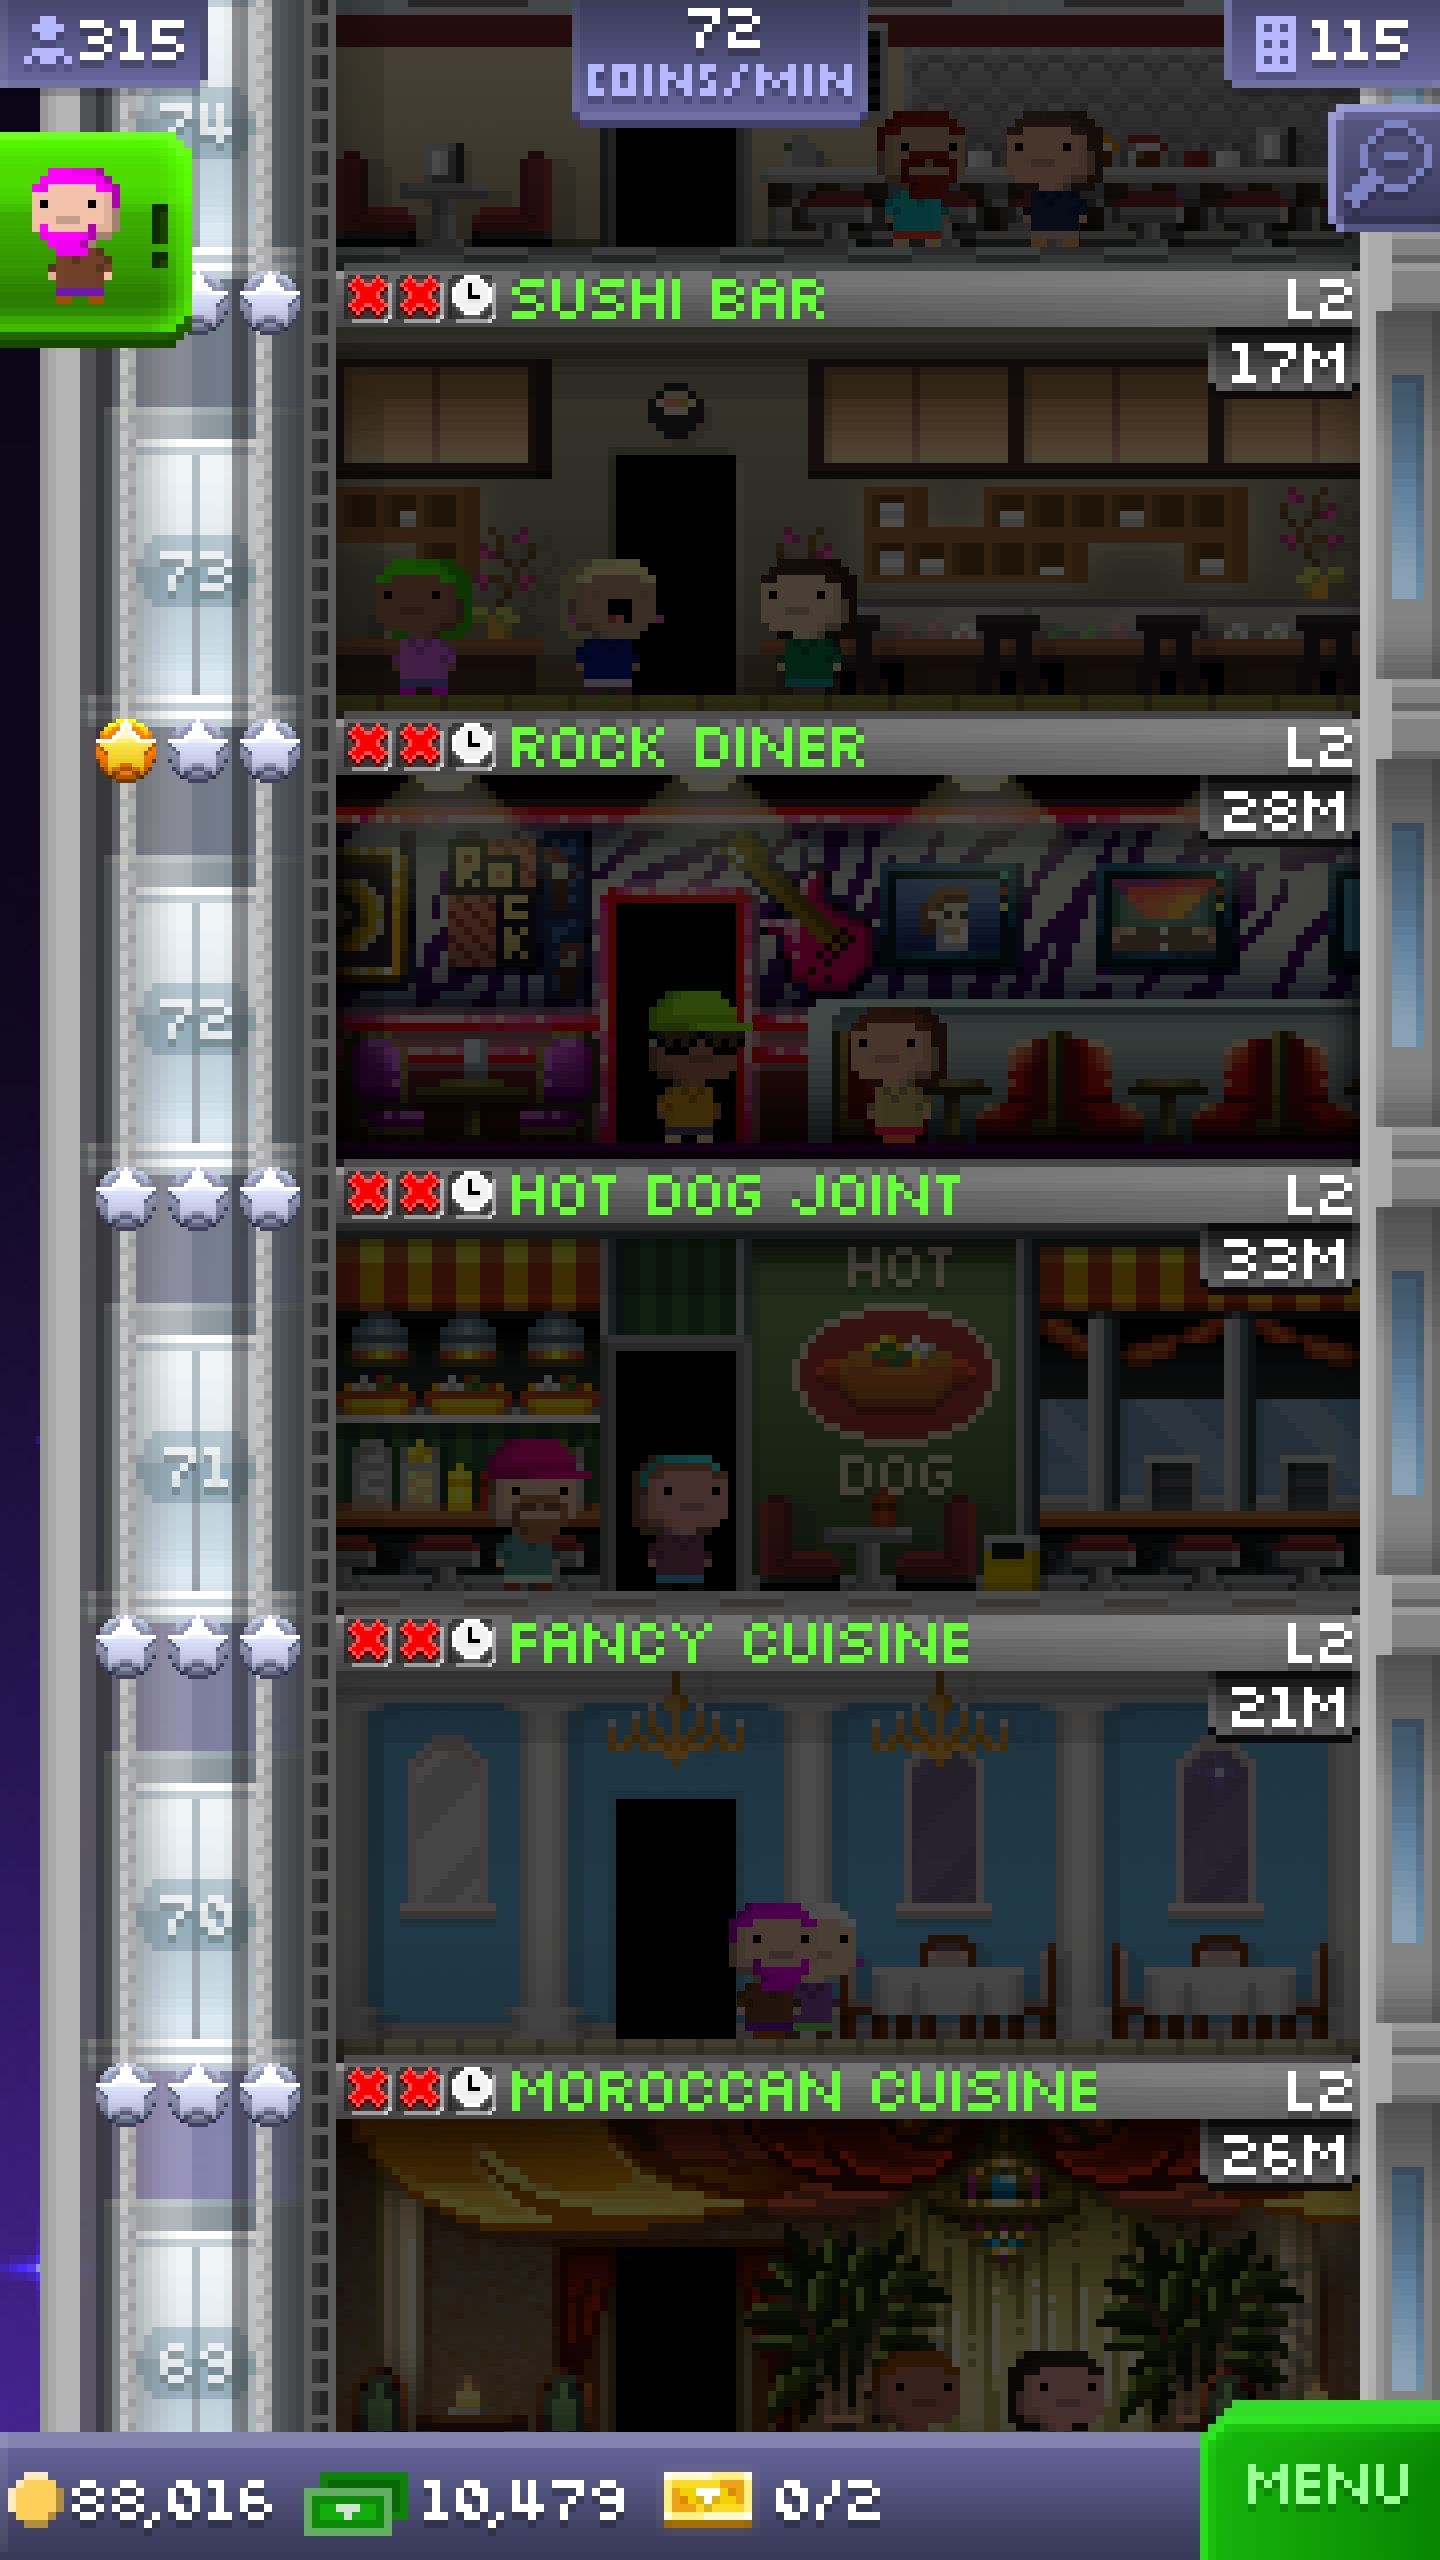 315
72
COINS/MIN
115
74
SUSHI BAR
L2
17M
73
ROCK DINER
L2
28M
72
HOT DOG JOINT
L2
33M
HOT
DOG
71
FANCY CUISINE
L2
21M
70
MOROCCAN CUISINE
L2
26M
69
88,016
10,479
0/2
MENU